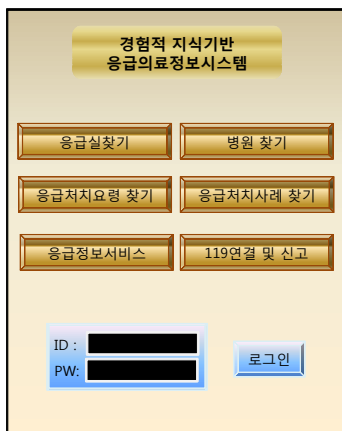 경험적 지식기반
응급의료정보시스템
응급실찾기
병원 찾기
응급처치요령 찾기
응급처치사례 찾기
응급정보서비스
119연결 및 신고
ID :
PW:
로그인